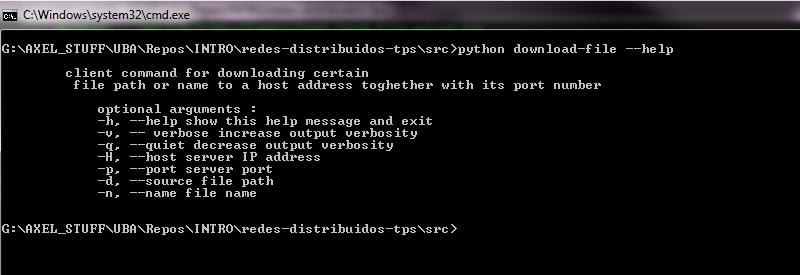 C:\Windows\system32\cmd.exe
G:\AXEL_STUFF\UBA\Repos\INTRO\redes-distribuidos-tps\src>python download-file --help
client command for downloading certain
file path or name to a host address toghether with its port number
optional arguments :
-h, --help show this help message and exit
-v, -- verbose increase output verbosity
-q, --quiet decrease output verbosity
-H, --host server IP address
-p, --port server port
-d, --source file path
-n, --name file name
G:\AXEL_STUFF\UBA\Repos\INTRO\redes-distribuidos-tps\src>